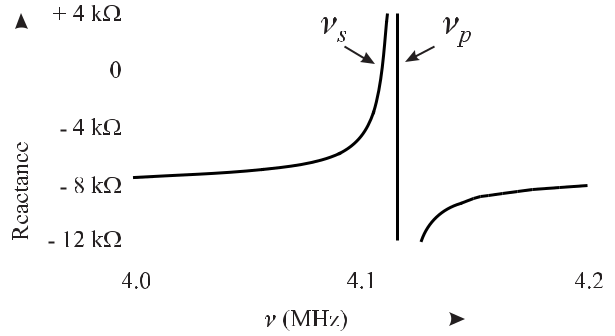 + 4 kΩ
0
- 4 kΩ
- 8 kΩ
- 12 kΩ
Reactance
ν_s
ν_p
4.0
4.1
4.2
ν (MHz)